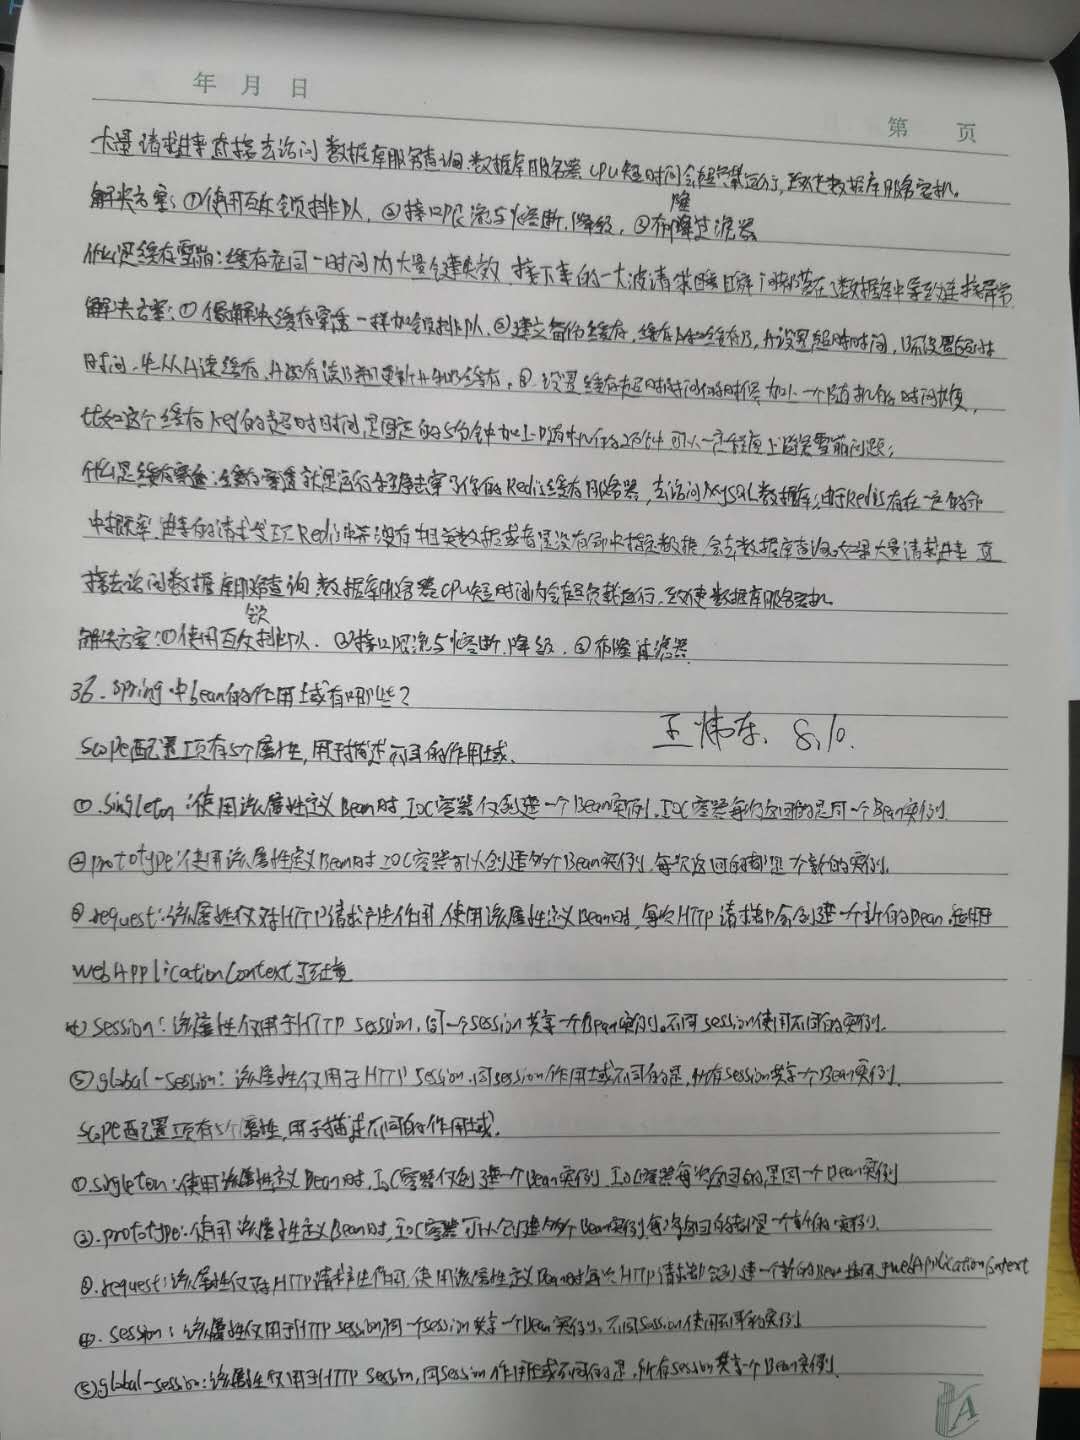 年 月 日
第 页
大量请求进来直接去访问数据库服务查询,数据库服务器CPU短时间会超负荷运行,致使数据库服务宕机。
隆
解决方案:①使用互斥锁排队,②接口限流与熔断,降级,③布隆过滤器
什么是缓存雪崩:缓存在同一时间内大量键失效,接下来的一大波请求瞬间都落在了数据库中导致连接异常
解决方案:①像解决缓存穿透一样加锁排队,②建立备份缓存,缓存A和缓存B,A设置超时时间,B不设置超时
时间,先从A读缓存,A没有读B并更新A和B缓存,③设置缓存超时时间的时候加上一个随机的时间长度,
比如这个缓存key的超时时间是固定的5分钟加上随机的2分钟,可以一定程度上避免雪崩问题;
什么是缓存穿透:缓存穿透就是击穿了你的Redis缓存服务器,去访问MySQL数据库;由于Redis存在一定的命
中概率,进来的请求发现Redis中并没有相关数据或者是没有命中指定数据,会去数据库查询,如果大量请求进来,直
接去访问数据库服务查询,数据库服务器CPU短时间内会超负载运行,致使数据库服务宕机
解决方案:①使用互斥锁排队.②接口限流与熔断,降级.③布隆过滤器
36.Spring中bean的作用域有哪些?
王炜东. 8.10.
Scope配置项有5个属性,用于描述不同的作用域.
①.singleton:使用该属性定义Bean时,IOC容器仅创建一个Bean实例,IOC容器每次返回的是同一个Bean实例.
②prototype:使用该属性定义Bean时IOC容器可以创建多个Bean实例,每次返回的都是一个新的实例.
③.request:该属性仅对HTTP请求产生作用,使用该属性定义Bean时,每次HTTP请求都会创建一个新的Bean.适用于
WebApplicationContext环境
④session:该属性仅用于HTTP session,同一个session共享一个Bean实例。不同session使用不同的实例.
⑤global-session:该属性仅用于HTTP session,同session作用域不同的是,所有session共享一个Bean实例.
Scope配置项有5个属性,用于描述不同的作用域.
①.singleton:使用该属性定义Bean时,IOC容器仅创建一个Bean实例,IOC容器每次返回的是同一个Bean实例
②.prototype:使用该属性定义Bean时,IOC容器可以创建多个Bean实例,每次返回的都是一个新的实例.
③.request:该属性仅对HTTP请求产生作用,使用该属性定义Bean时每次HTTP请求都会创建一个新的Bean,适用于WebApplicationContext
④.session:该属性仅用于HTTP session,同一个session共享一个Bean实例。不同session使用不同的实例
⑤global-session:该属性仅用于HTTP session,同session作用域不同的是,所有session共享一个Bean实例.
A